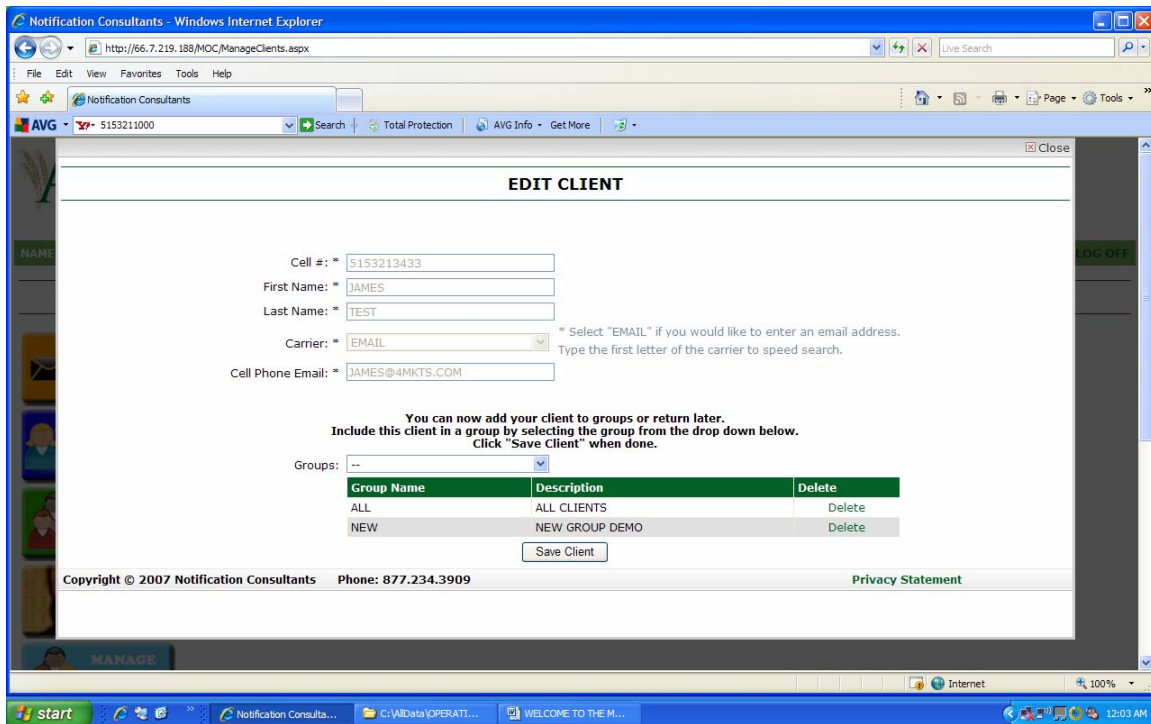 Notification Consultants - Windows Internet Explorer
http://66.7.219.188/MOC/ManageClients.aspx
Live Search
File Edit View Favorites Tools Help
Notification Consultants
Page Tools
AVG 5153211000 Search Total Protection AVG Info Get More
Close
EDIT CLIENT
NAME
LOG OFF
Cell #: * 5153213433
First Name: * JAMES
Last Name: * TEST
Carrier: * EMAIL
* Select "EMAIL" if you would like to enter an email address.
Type the first letter of the carrier to speed search.
Cell Phone Email: * JAMES@4MKTS.COM
You can now add your client to groups or return later.
Include this client in a group by selecting the group from the drop down below.
Click "Save Client" when done.
Groups: --
Group Name Description Delete
ALL ALL CLIENTS Delete
NEW NEW GROUP DEMO Delete
Save Client
Copyright © 2007 Notification Consultants Phone: 877.234.3909 Privacy Statement
MANAGE
Internet 100%
start Notification Consulta... C:\AllData\OPERATI... WELCOME TO THE M... 12:03 AM